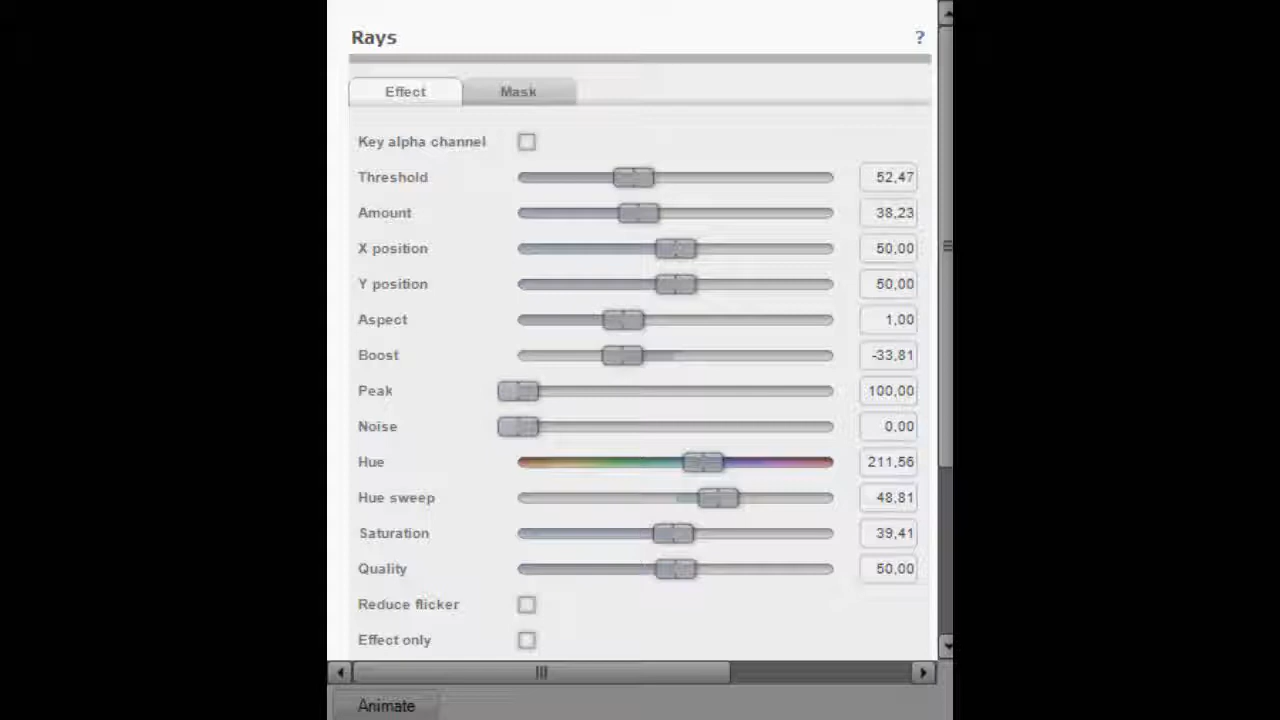 Rays ?
Effect Mask
Key alpha channel
Threshold 52,47
Amount 38,23
X position 50,00
Y position 50,00
Aspect 1,00
Boost -33,81
Peak 100,00
Noise 0.00
Hue 211,56
Hue sweep 48,81
Saturation 39,41
Quality 50,00
Reduce flicker
Effect only
Animate